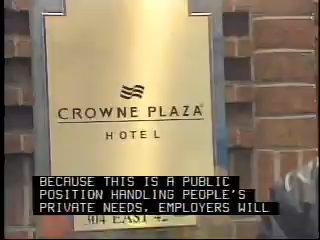 CROWNE PLAZA
HOTEL
BECAUSE THIS IS A PUBLIC
POSITION HANDLING PEOPLE'S
PRIVATE NEEDS, EMPLOYERS WILL
304 EAST 42